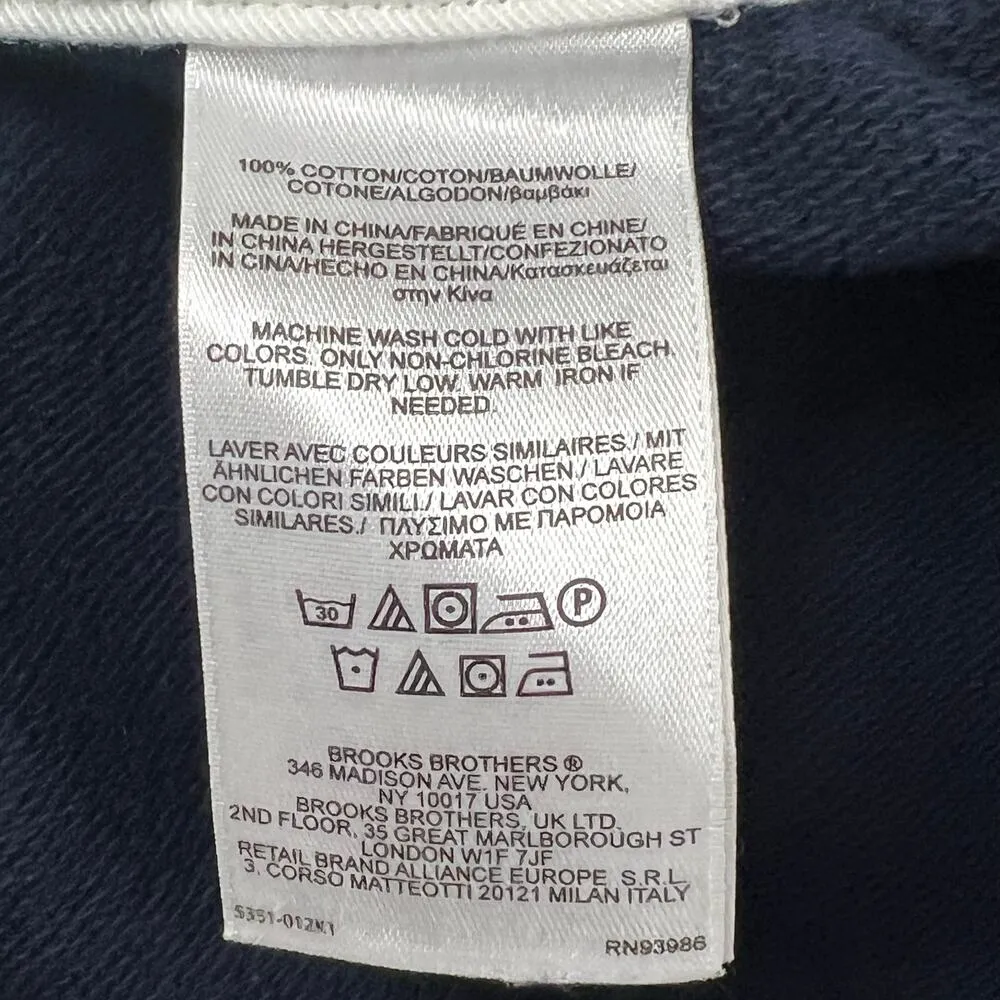 100% COTTON/COTON/BAUMWOLLE/
COTONE/ALGODON/βαμβάκι
MADE IN CHINA/FABRIQUÉ EN CHINE/
IN CHINA HERGESTELLT/CONFEZIONATO
IN CINA/HECHO EN CHINA/Κατασκευάζεται
στην Κίνα
MACHINE WASH COLD WITH LIKE
COLORS. ONLY NON-CHLORINE BLEACH.
TUMBLE DRY LOW. WARM IRON IF
NEEDED.
LAVER AVEC COULEURS SIMILAIRES./ MIT
ÄHNLICHEN FARBEN WASCHEN./ LAVARE
CON COLORI SIMILI./ LAVAR CON COLORES
SIMILARES./ ΠΛΥΣΙΜΟ ΜΕ ΠΑΡΟΜΟΙΑ
ΧΡΩΜΑΤΑ
30 P
BROOKS BROTHERS ®
346 MADISON AVE. NEW YORK,
NY 10017 USA
BROOKS BROTHERS, UK LTD.
2ND FLOOR, 35 GREAT MARLBOROUGH ST
LONDON W1F 7JF
RETAIL BRAND ALLIANCE EUROPE, S.R.L.
3, CORSO MATTEOTTI 20121 MILAN ITALY
RN93986